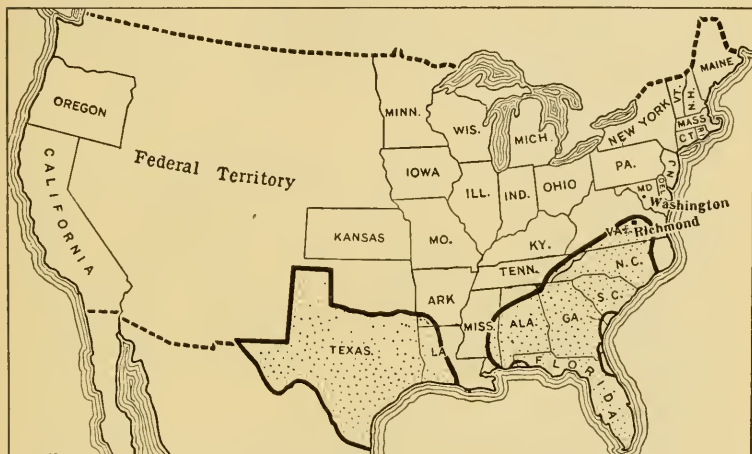 MAINE
VT.
N.H.
OREGON
MINN.
WIS.
MICH.
NEW YORK
MASS
CT.
R.I.
Federal Territory
IOWA
PA.
N.J.
ILL.
IND.
OHIO
MD
DEL
Washington
CALIFORNIA
KANSAS
MO.
KY.
VA.
Richmond
TENN.
N.C.
ARK
S.C.
MISS.
ALA.
GA.
TEXAS.
LA.
FLORIDA